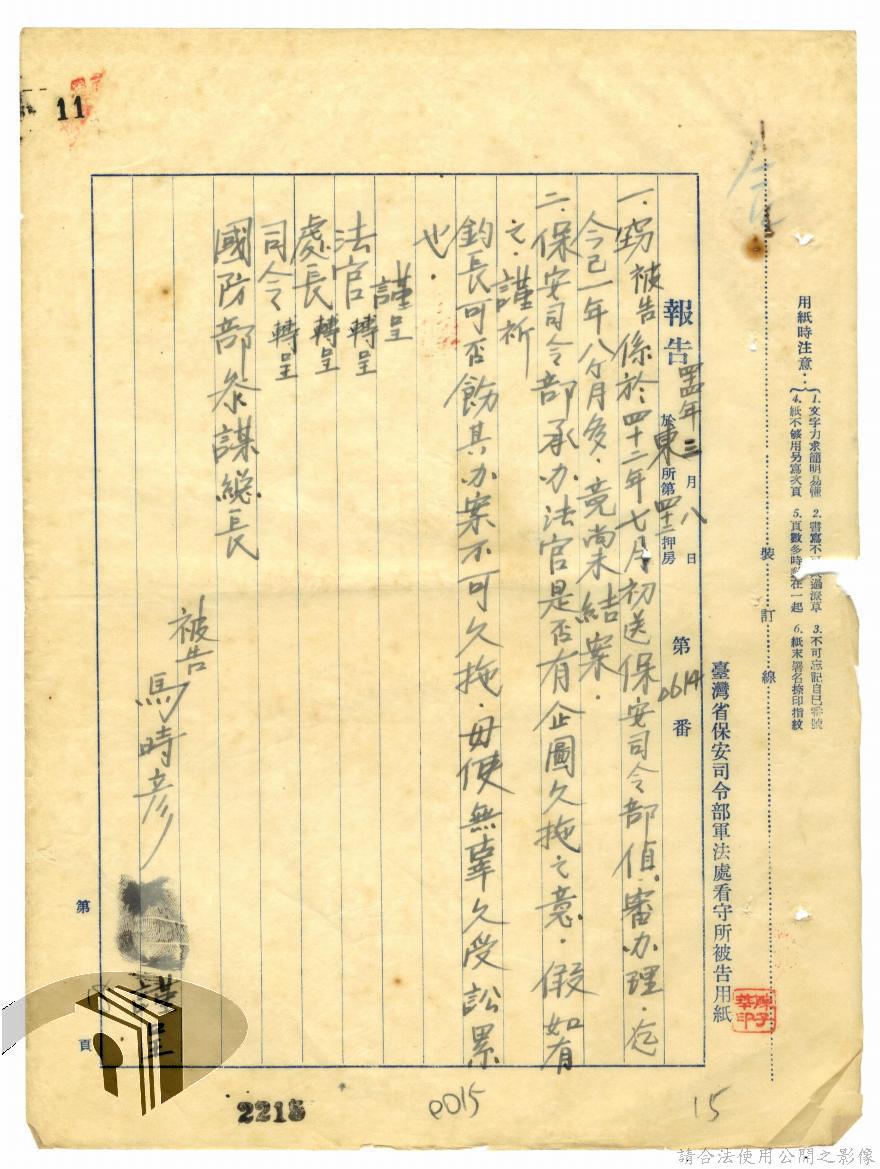 11
用紙時注意：
1. 文字力求簡明易懂 2. 書寫不可 過潦草 3. 不可忘記自己番號
4. 紙不够用另寫次頁 5. 頁數多時 在一起 6. 紙末署名捺印指紋
裝訂線
臺灣省保安司令部軍法處看守所被告用紙
報告 四四年三月八日 於東所第四十二押房 第0614番
一. 竊被告係於四十二年七月初送保安司令部偵.審办理.迄
今已一年八个月多.竟尚未結案.
二.保安司令部承办法官是否有企圖久拖之意.假如有
之.謹祈
鈞長可否飭其办案不可久拖.毋使無辜久受訟累
也.
謹呈
法官轉呈
處長轉呈
司令轉呈
國防部參謀總長
被告
馬時彥 謹呈
第 頁
2215
0015
15
請合法使用公開之影像